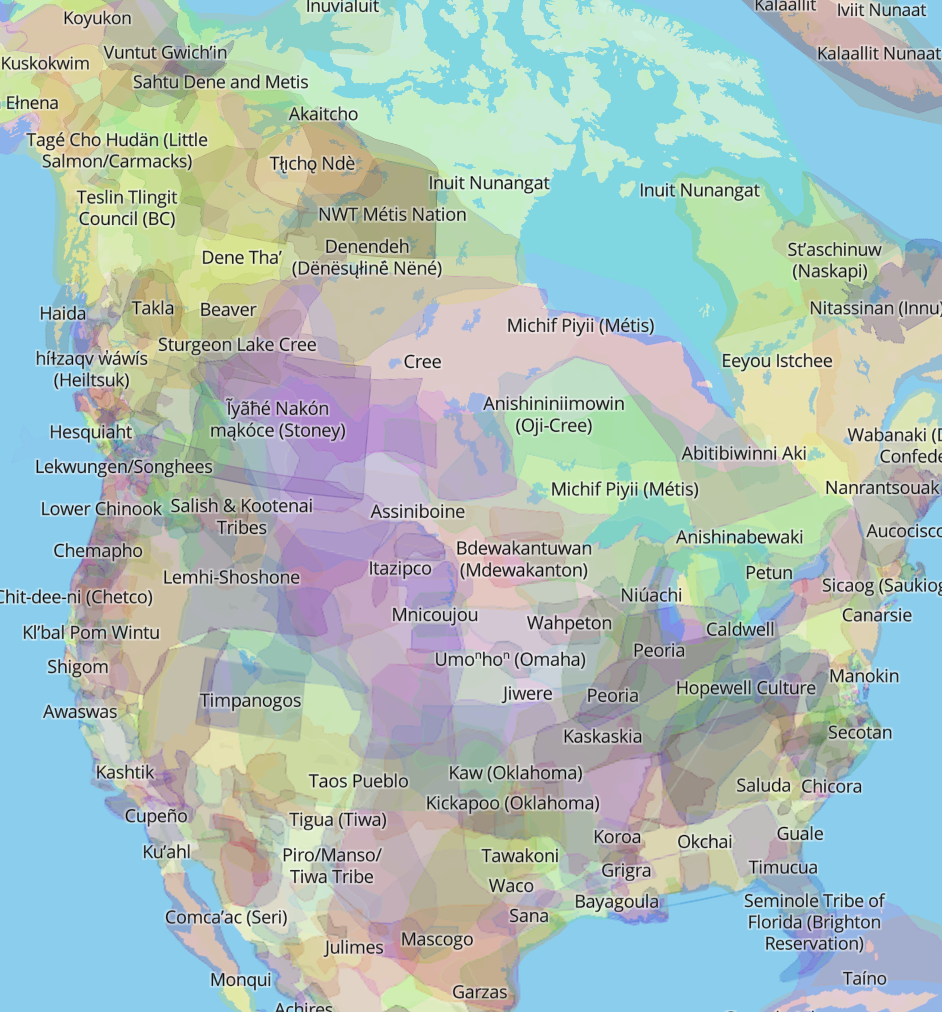 Inuvialuit
Kalaallit
Iviit Nunaat
Koyukon
Vuntut Gwich'in
Kalaallit Nunaat
Kuskokwim
Sahtu Dene and Metis
Ełnena
Akaitcho
Tagé Cho Hudän (Little
Salmon/Carmacks)
Tłı̨chǫ Ndè
Inuit Nunangat
Inuit Nunangat
Teslin Tlingit
Council (BC)
NWT Métis Nation
Denendeh
(Dënësųłinë́ Nëné)
Dene Tha'
St'aschinuw
(Naskapi)
Haida
Takla
Beaver
Nitassinan (Innu)
Michif Piyii (Métis)
Sturgeon Lake Cree
híɫzaqv w̓áw̓ís
(Heiltsuk)
Cree
Eeyou Istchee
Îyãħé Nakón
mąkóce (Stoney)
Anishininiimowin
(Oji-Cree)
Hesquiaht
Wabanaki (D
Confede
Abitibiwinni Aki
Lekwungen/Songhees
Michif Piyii (Métis)
Nanrantsouak
Lower Chinook
Salish & Kootenai
Tribes
Assiniboine
Anishinabewaki
Aucocisco
Chemapho
Bdewakantuwan
(Mdewakanton)
Itazipco
Lemhi-Shoshone
Petun
Sicaog (Saukiog
Chit-dee-ni (Chetco)
Niúachi
Mnicoujou
Wahpeton
Caldwell
Canarsie
Kl'bal Pom Wintu
Peoria
Shigom
Umoⁿhoⁿ (Omaha)
Manokin
Timpanogos
Jiwere
Peoria
Hopewell Culture
Awaswas
Kaskaskia
Secotan
Kashtik
Taos Pueblo
Kaw (Oklahoma)
Saluda
Chicora
Cupeño
Kickapoo (Oklahoma)
Tigua (Tiwa)
Koroa
Okchai
Guale
Ku'ahl
Piro/Manso/
Tiwa Tribe
Tawakoni
Grigra
Timucua
Waco
Bayagoula
Seminole Tribe of
Florida (Brighton
Reservation)
Comca'ac (Seri)
Sana
Julimes
Mascogo
Monqui
Taíno
Garzas
Achires